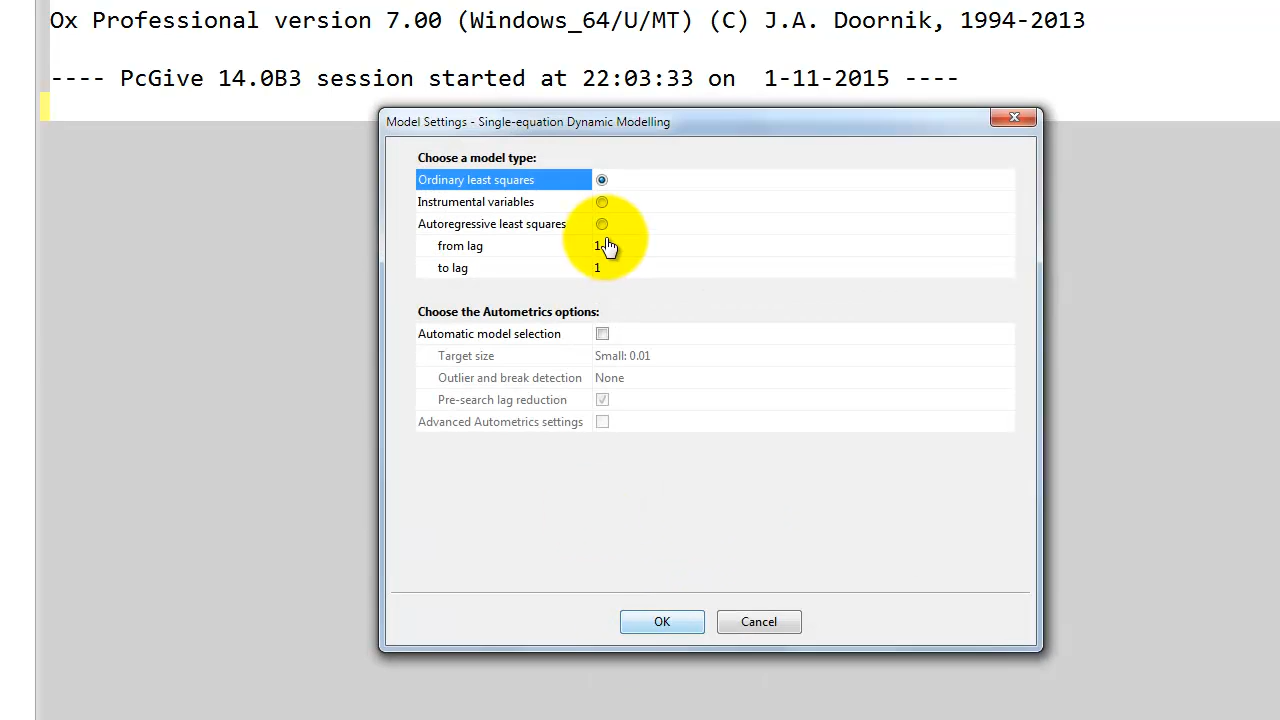 Ox Professional version 7.00 (Windows_64/U/MT) (C) J.A. Doornik, 1994-2013
---- PcGive 14.0B3 session started at 22:03:33 on  1-11-2015 ----
Model Settings - Single-equation Dynamic Modelling
Choose a model type:
Ordinary least squares
Instrumental variables
Autoregressive least squares
from lag 1
to lag 1
Choose the Autometrics options:
Automatic model selection
Target size Small: 0.01
Outlier and break detection None
Pre-search lag reduction
Advanced Autometrics settings
OK Cancel